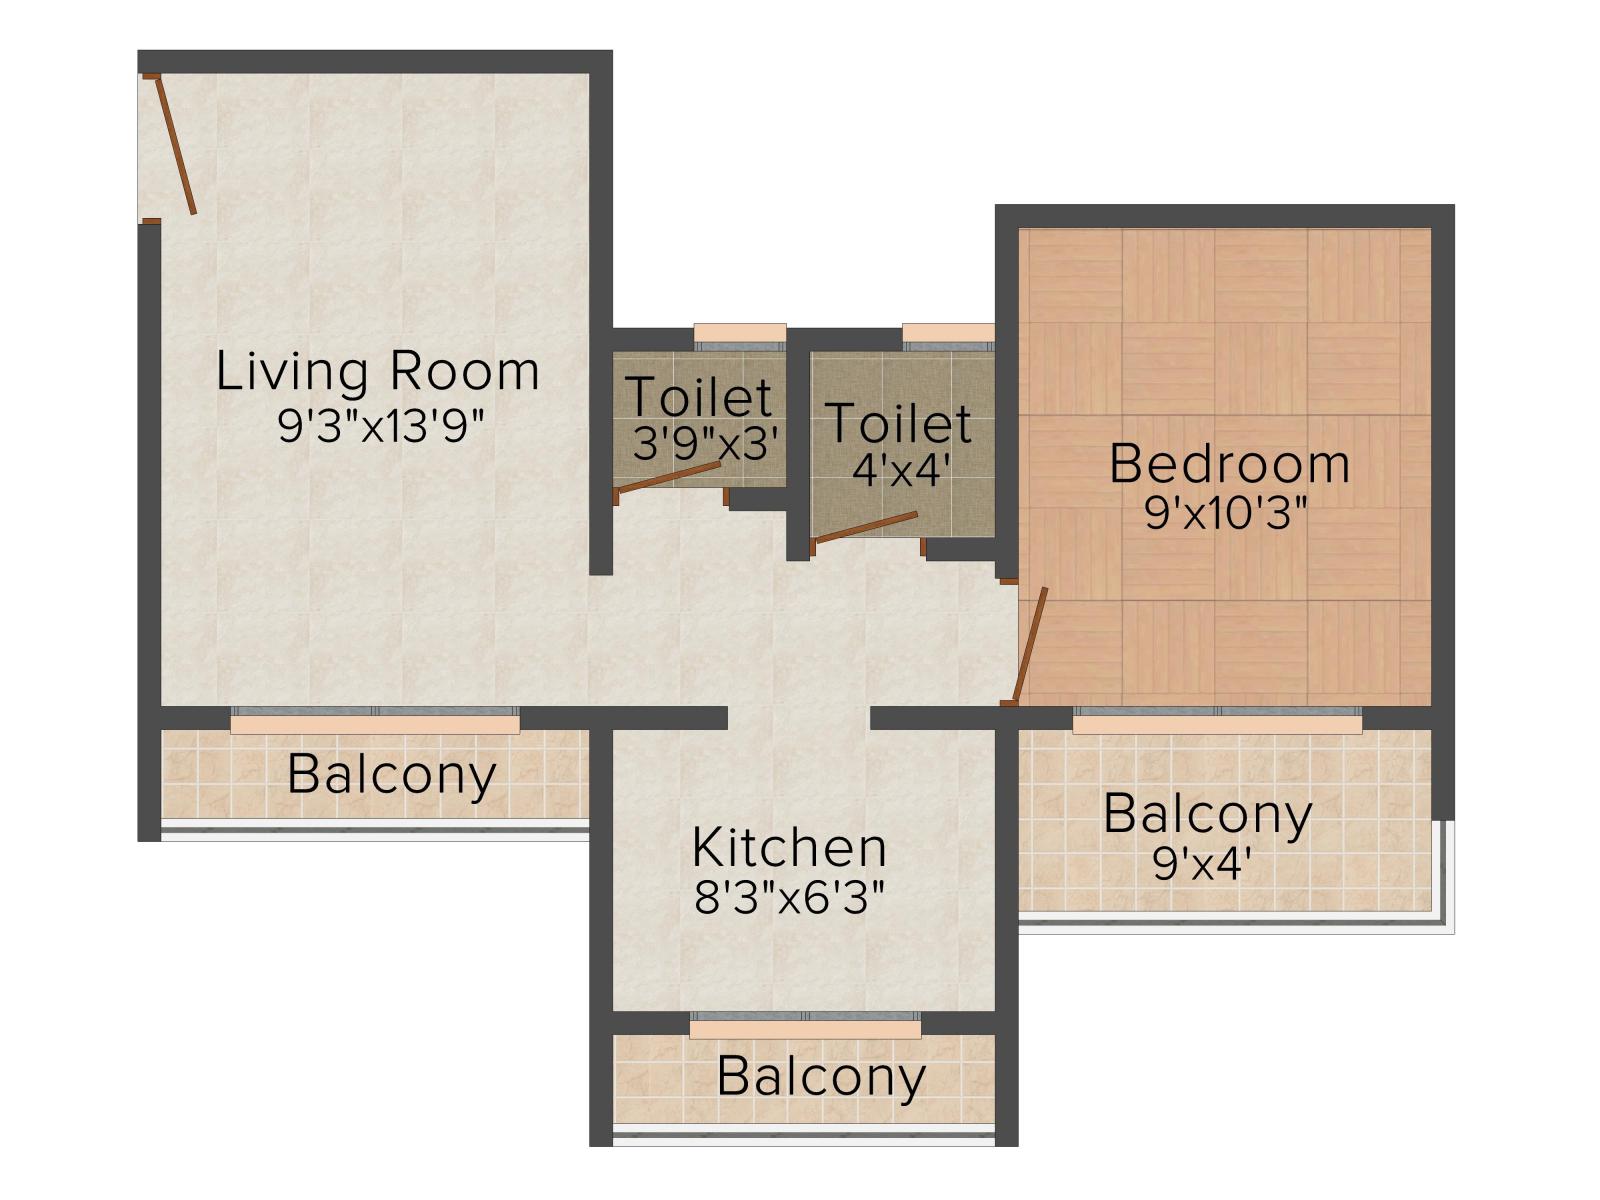 Living Room
9'3"x13'9"
Toilet
3'9"x3'
Toilet
4'x4'
Bedroom
9'x10'3"
Balcony
Kitchen
8'3"x6'3"
Balcony
9'x4'
Balcony